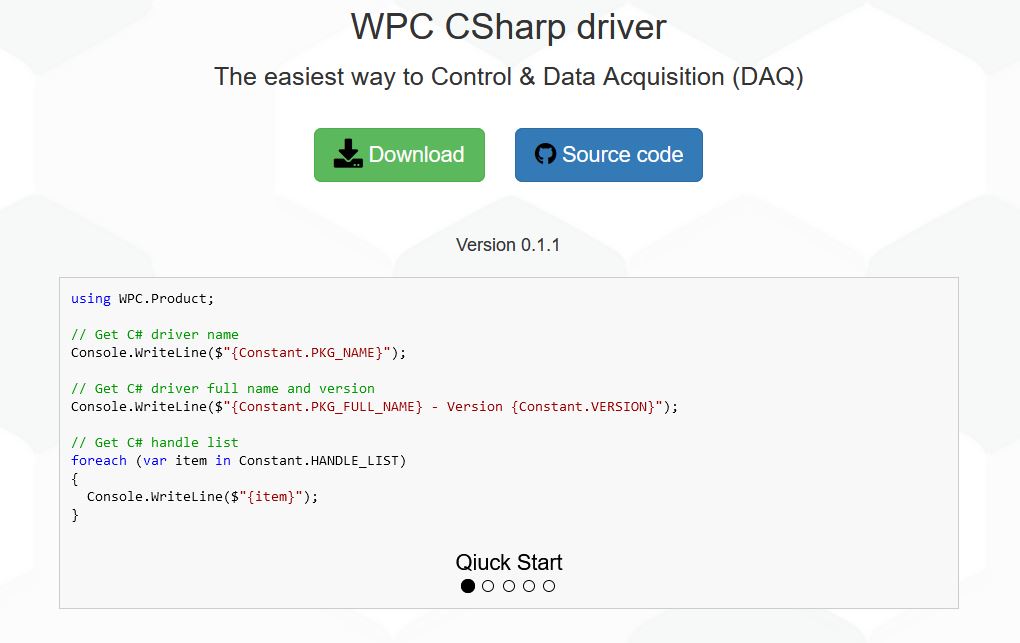 WPC CSharp driver
The easiest way to Control & Data Acquisition (DAQ)
Download
Source code
Version 0.1.1
using WPC.Product;
// Get C# driver name
Console.WriteLine($"{Constant.PKG_NAME}");
// Get C# driver full name and version
Console.WriteLine($"{Constant.PKG_FULL_NAME} - Version {Constant.VERSION}");
// Get C# handle list
foreach (var item in Constant.HANDLE_LIST)
{
  Console.WriteLine($"{item}");
}
Qiuck Start